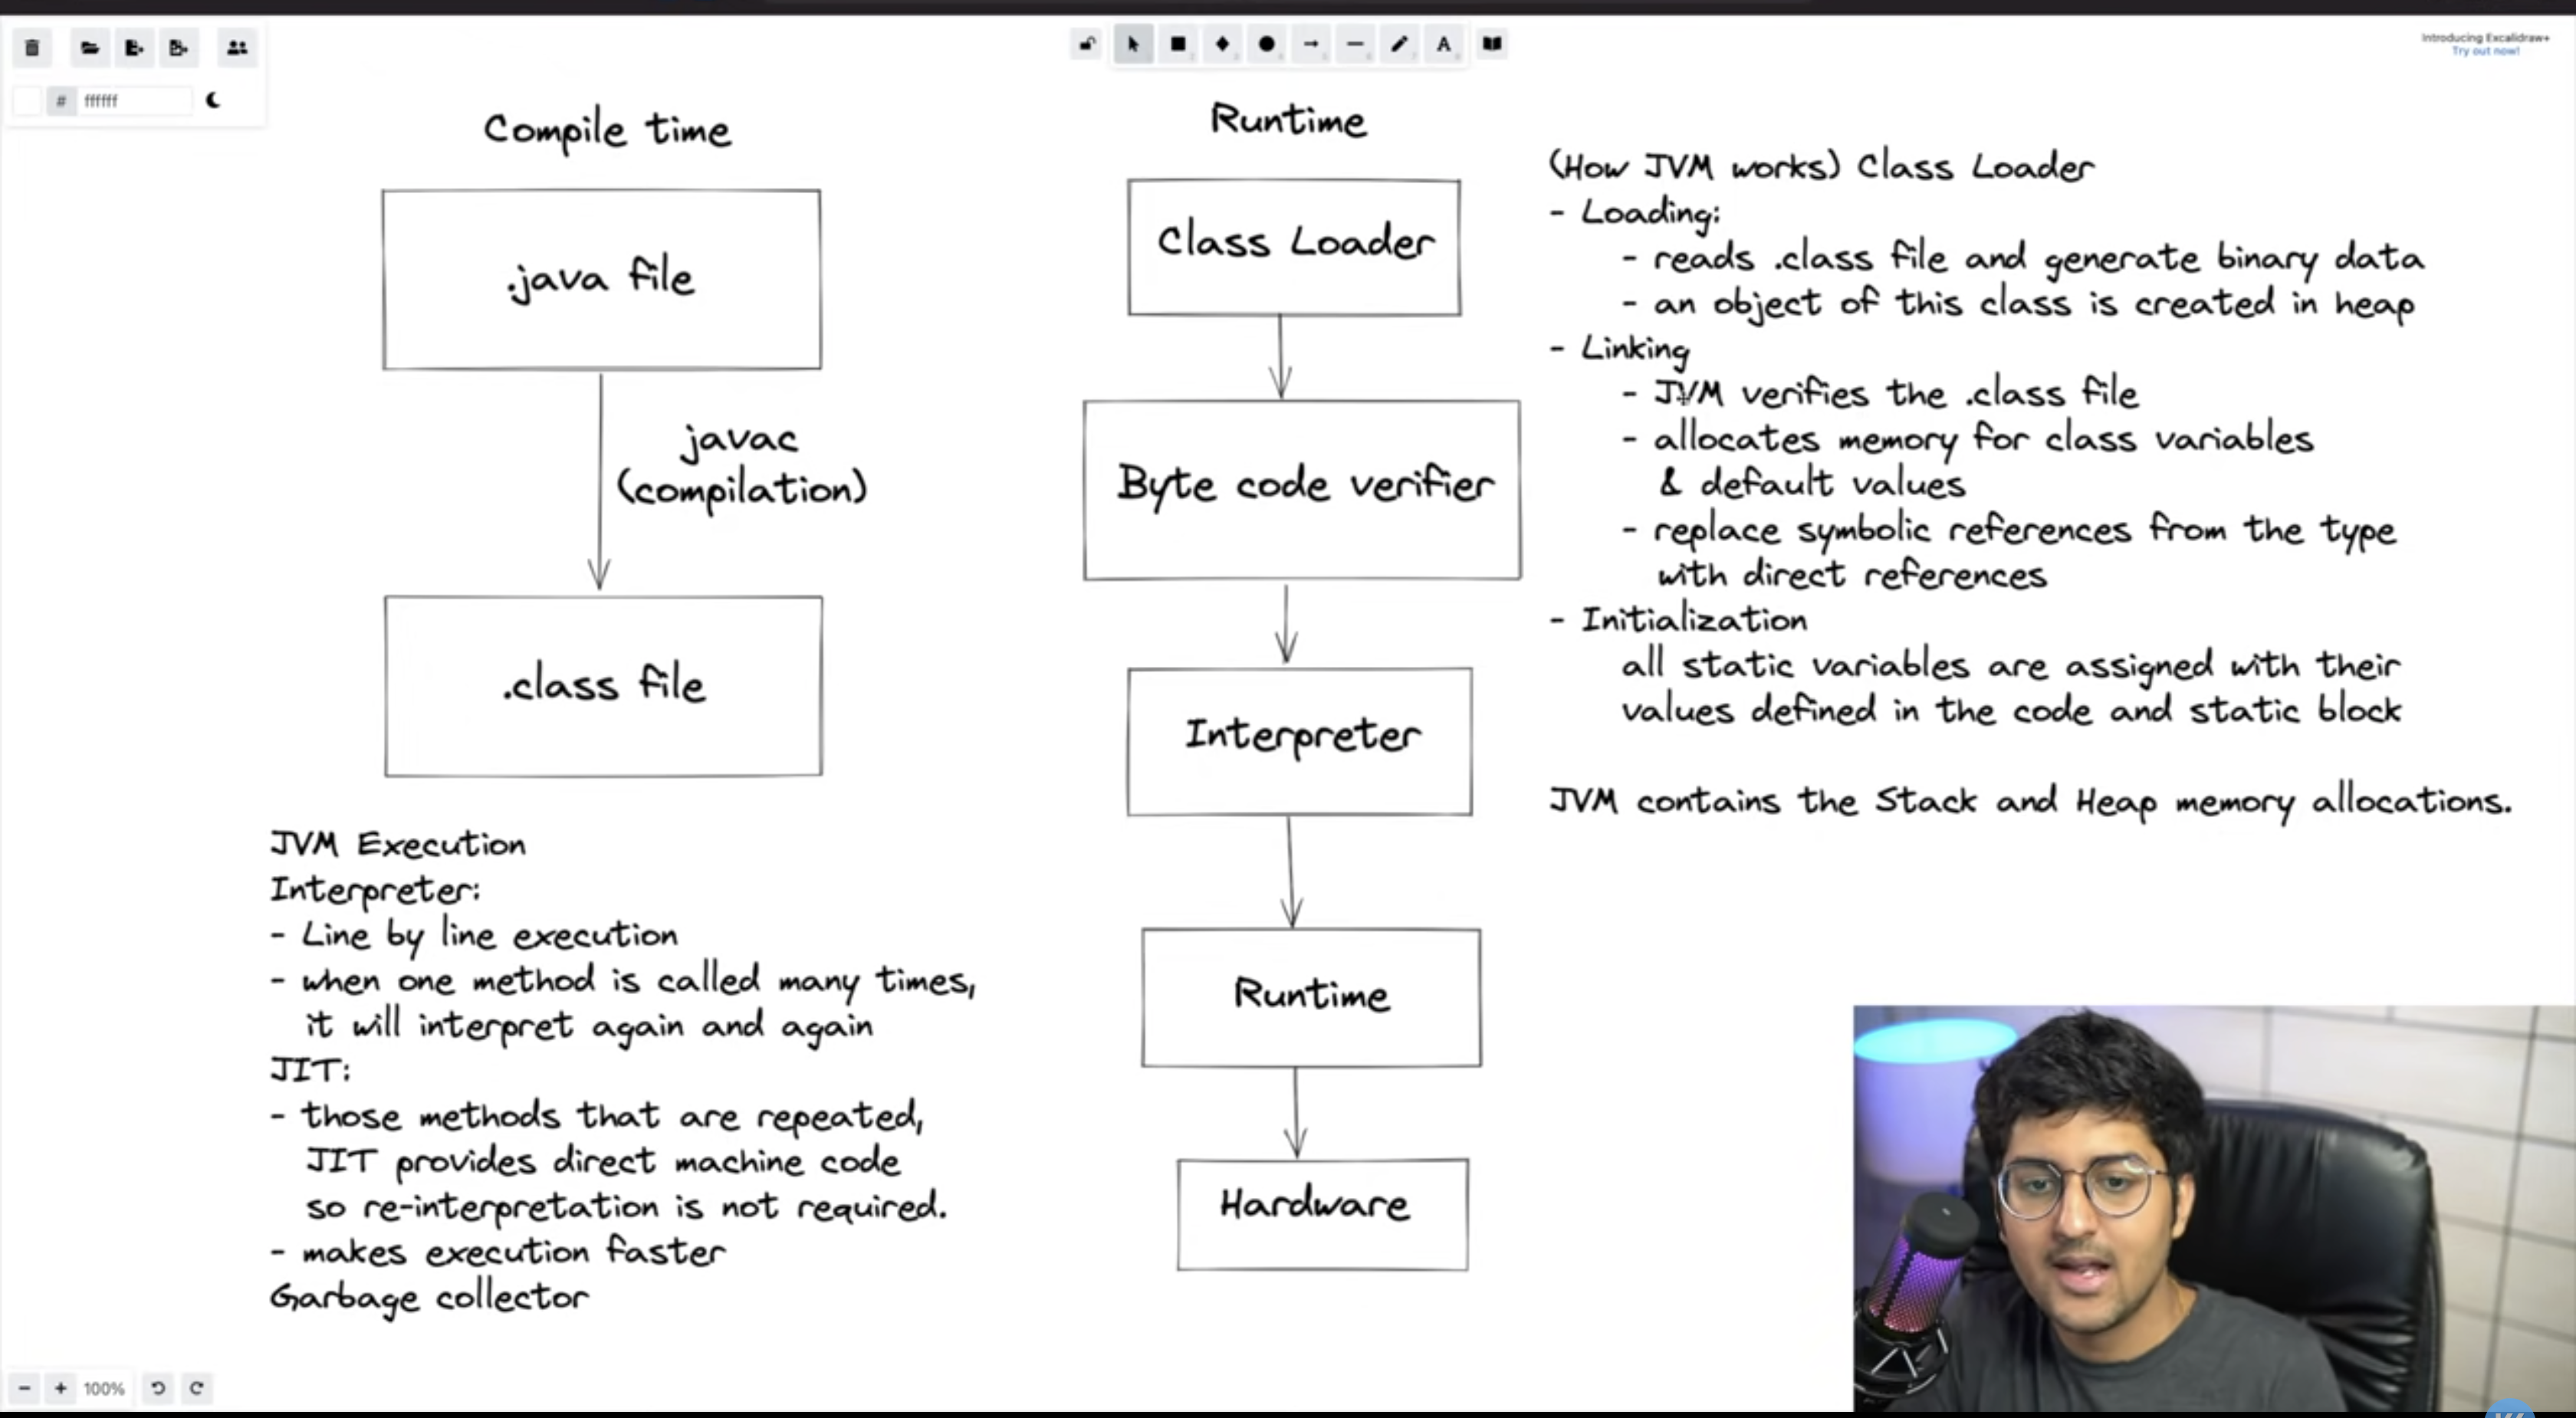 # ffffff
Introducing Excalidraw+
Try out now!
Compile time
.java file
javac
(compilation)
.class file
JVM Execution
Interpreter:
- Line by line execution
- when one method is called many times,
it will interpret again and again
JIT:
- those methods that are repeated,
JIT provides direct machine code
so re-interpretation is not required.
- makes execution faster
Garbage collector
Runtime
Class Loader
Byte code verifier
Interpreter
Runtime
Hardware
(How JVM works) Class Loader
- Loading:
- reads .class file and generate binary data
- an object of this class is created in heap
- Linking
- JVM verifies the .class file
- allocates memory for class variables
& default values
- replace symbolic references from the type
with direct references
- Initialization
all static variables are assigned with their
values defined in the code and static block
JVM contains the Stack and Heap memory allocations.
- + 100%